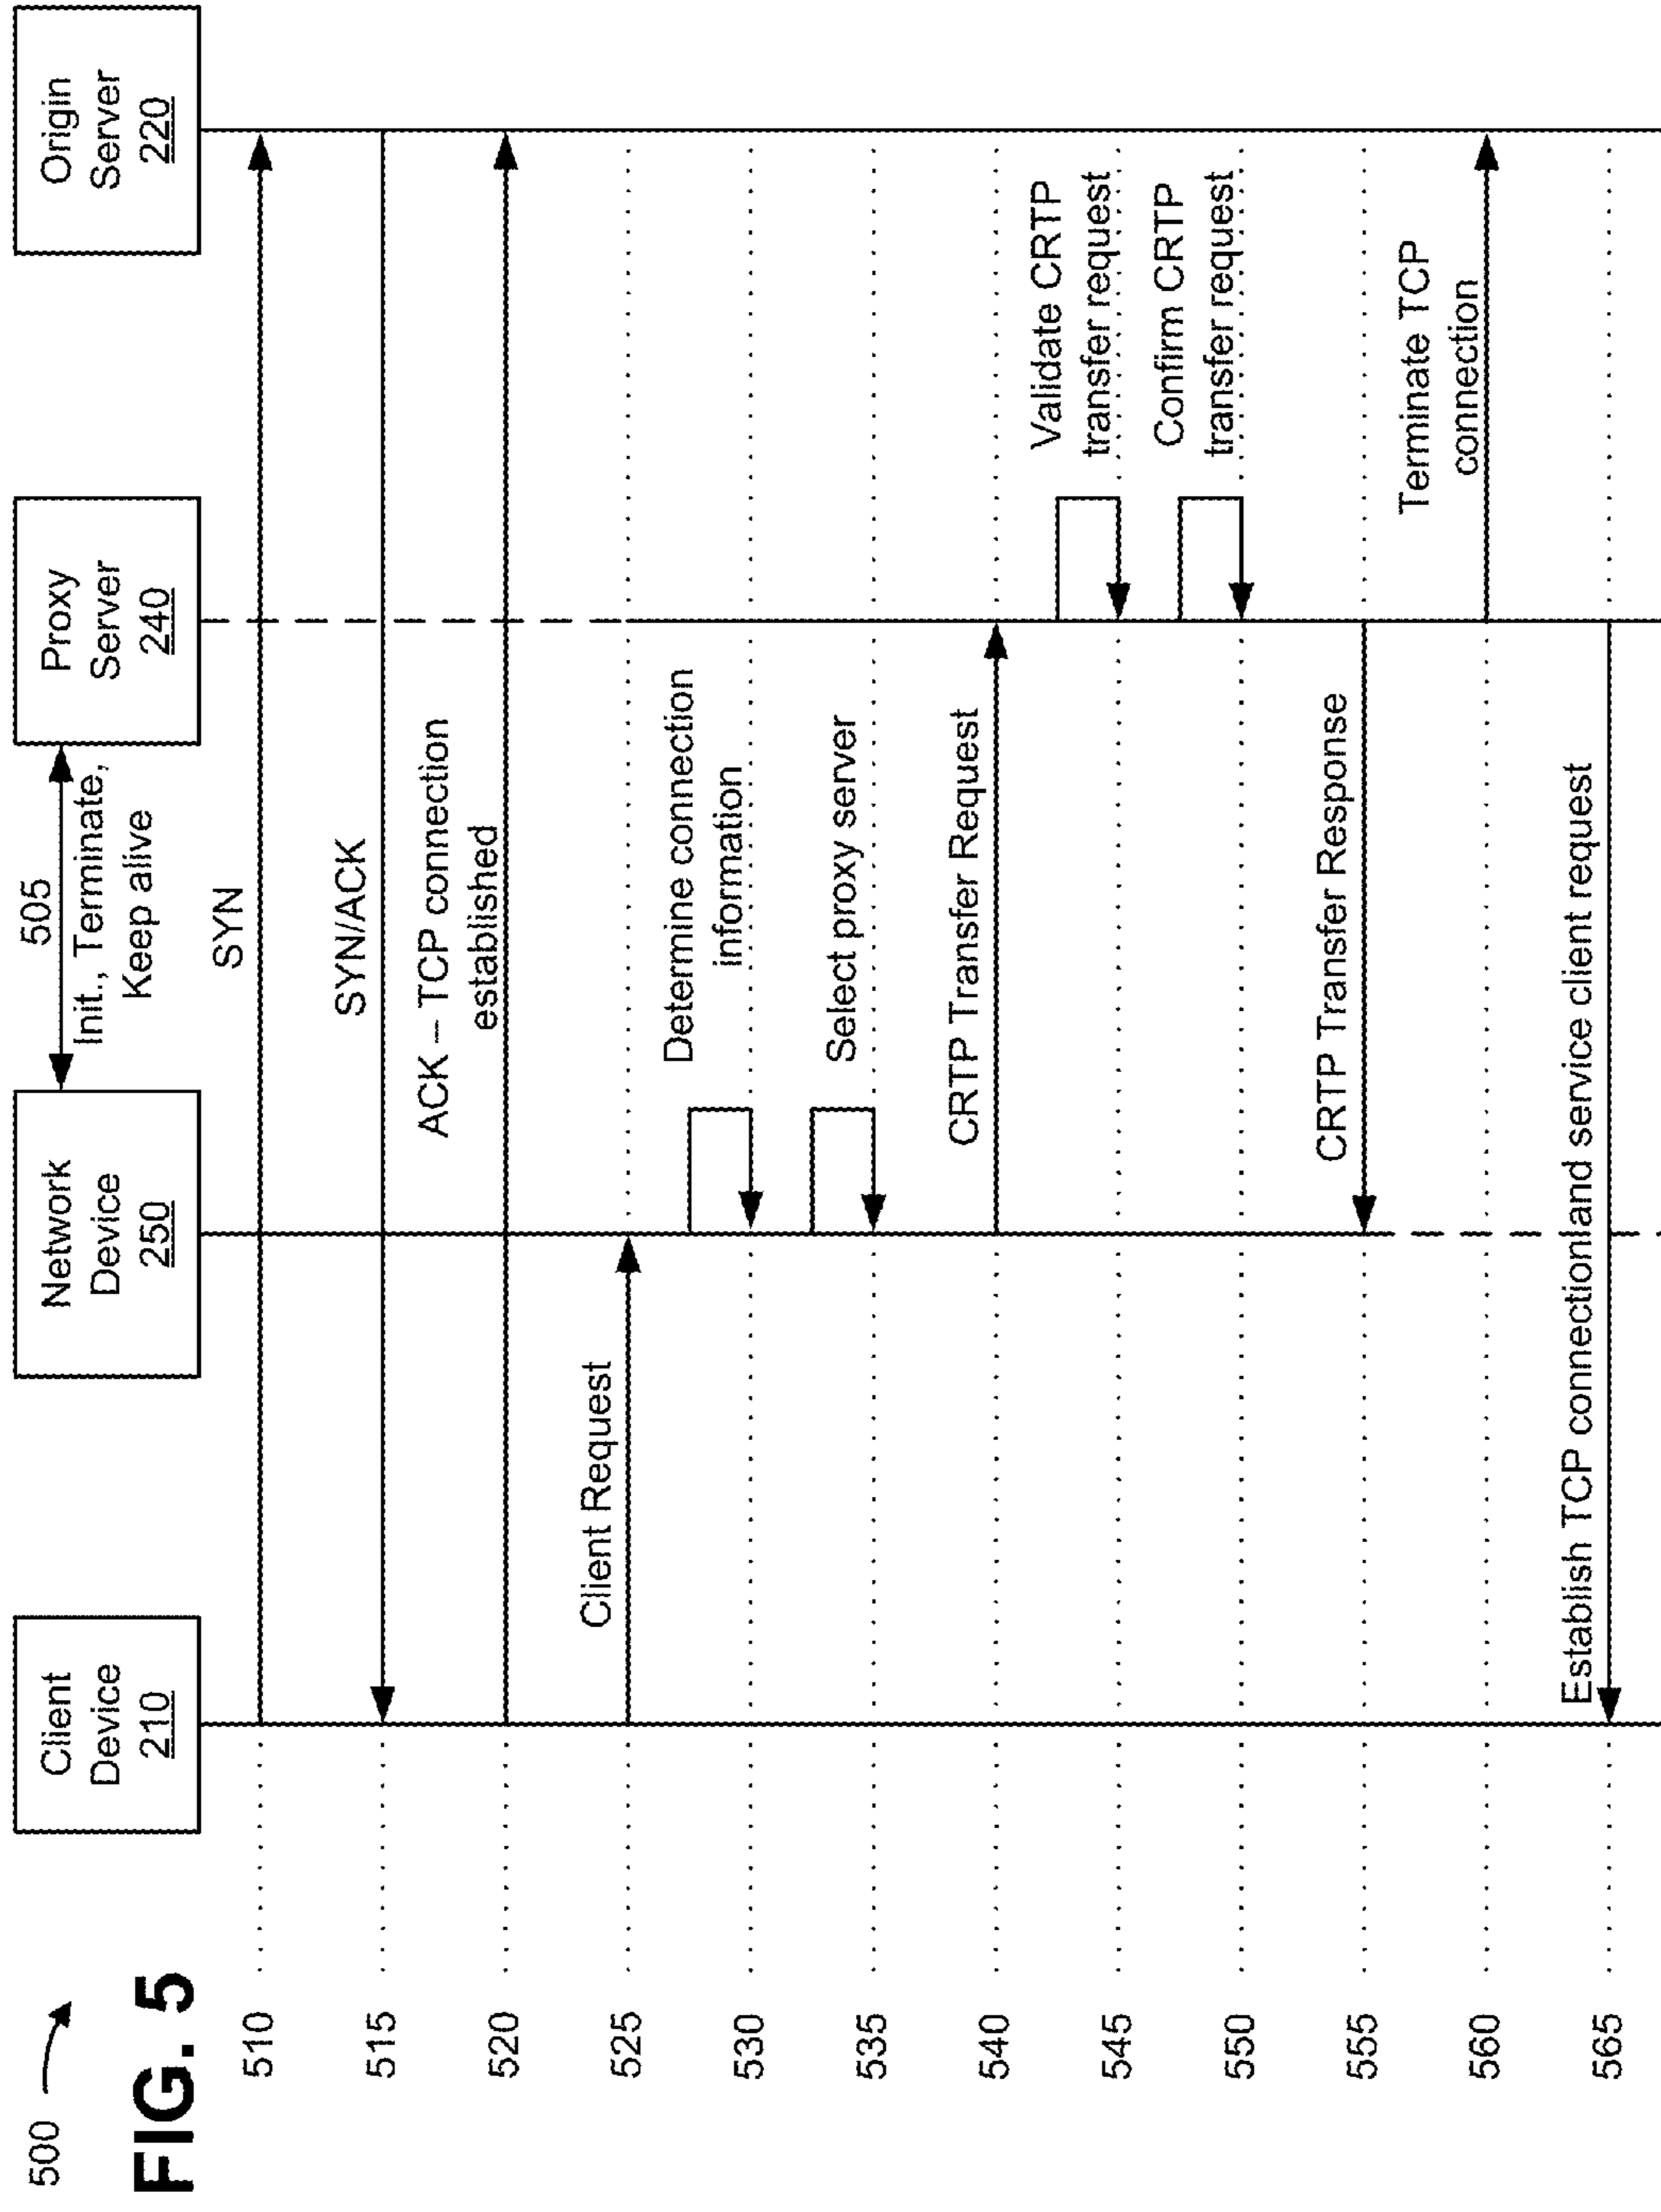 500
FIG. 5
Client
Device
210
Network
Device
250
505
Init., Terminate,
Keep alive
Proxy
Server
240
Origin
Server
220
510
SYN
515
SYN/ACK
520
ACK – TCP connection
established
525
Client Request
530
Determine connection
information
535
Select proxy server
540
CRTP Transfer Request
545
Validate CRTP
transfer request
550
Confirm CRTP
transfer request
555
CRTP Transfer Response
560
Terminate TCP
connection
565
Establish TCP connection and service client request